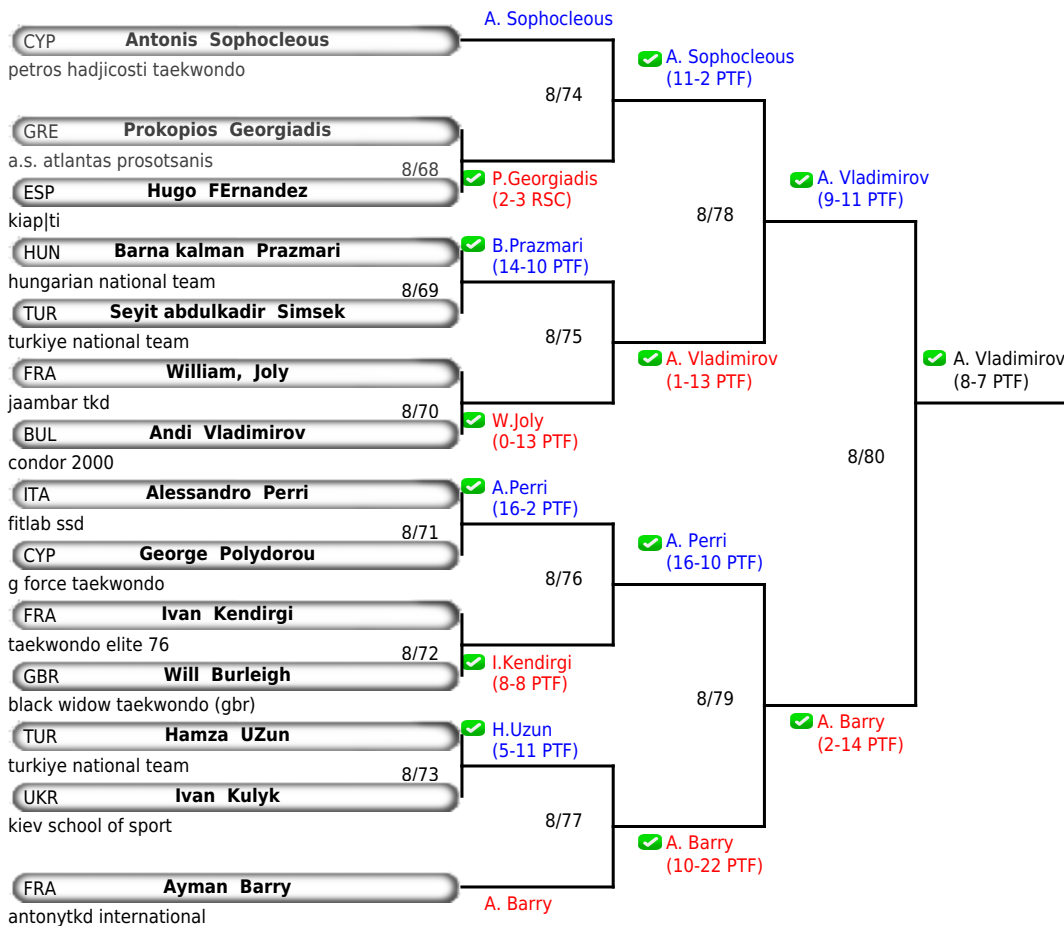 A. Sophocleous
CYP Antonis Sophocleous
petros hadjicosti taekwondo
A. Sophocleous
(11-2 PTF)
8/74
GRE Prokopios Georgiadis
a.s. atlantas prosotsanis
8/68
ESP Hugo FErnandez
kiap|ti
P.Georgiadis
(2-3 RSC)
A. Vladimirov
(9-11 PTF)
8/78
HUN Barna kalman Prazmari
hungarian national team
B.Prazmari
(14-10 PTF)
8/69
TUR Seyit abdulkadir Simsek
turkiye national team
8/75
A. Vladimirov
(1-13 PTF)
A. Vladimirov
(8-7 PTF)
FRA William, Joly
jaambar tkd
8/70
BUL Andi Vladimirov
condor 2000
W.Joly
(0-13 PTF)
8/80
ITA Alessandro Perri
fitlab ssd
A.Perri
(16-2 PTF)
8/71
CYP George Polydorou
g force taekwondo
A. Perri
(16-10 PTF)
8/76
FRA Ivan Kendirgi
taekwondo elite 76
8/72
GBR Will Burleigh
black widow taekwondo (gbr)
I.Kendirgi
(8-8 PTF)
8/79
A. Barry
(2-14 PTF)
TUR Hamza UZun
turkiye national team
H.Uzun
(5-11 PTF)
8/73
UKR Ivan Kulyk
kiev school of sport
8/77
A. Barry
(10-22 PTF)
FRA Ayman Barry
antonytkd international
A. Barry